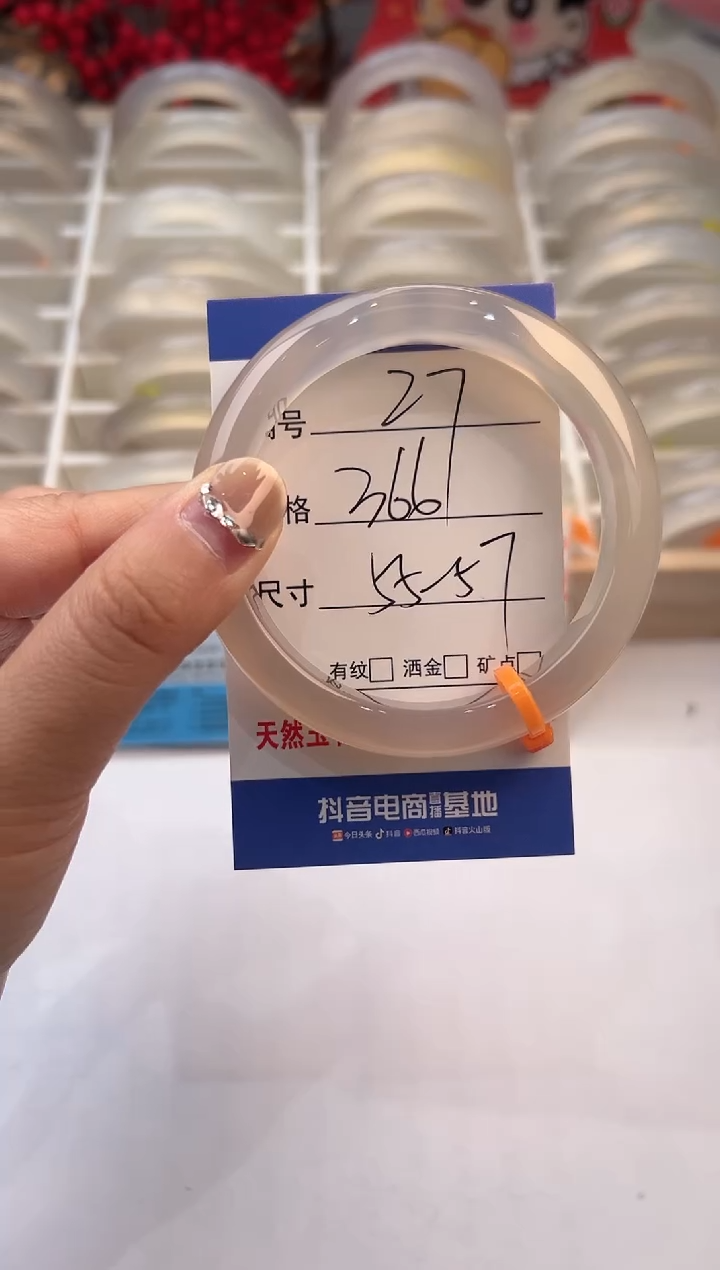 号 27
格 366
尺寸 55-57
有纹□ 洒金□ 矿点□
天然玉
抖音电商直播基地
今日头条 抖音 西瓜视频 抖音火山版